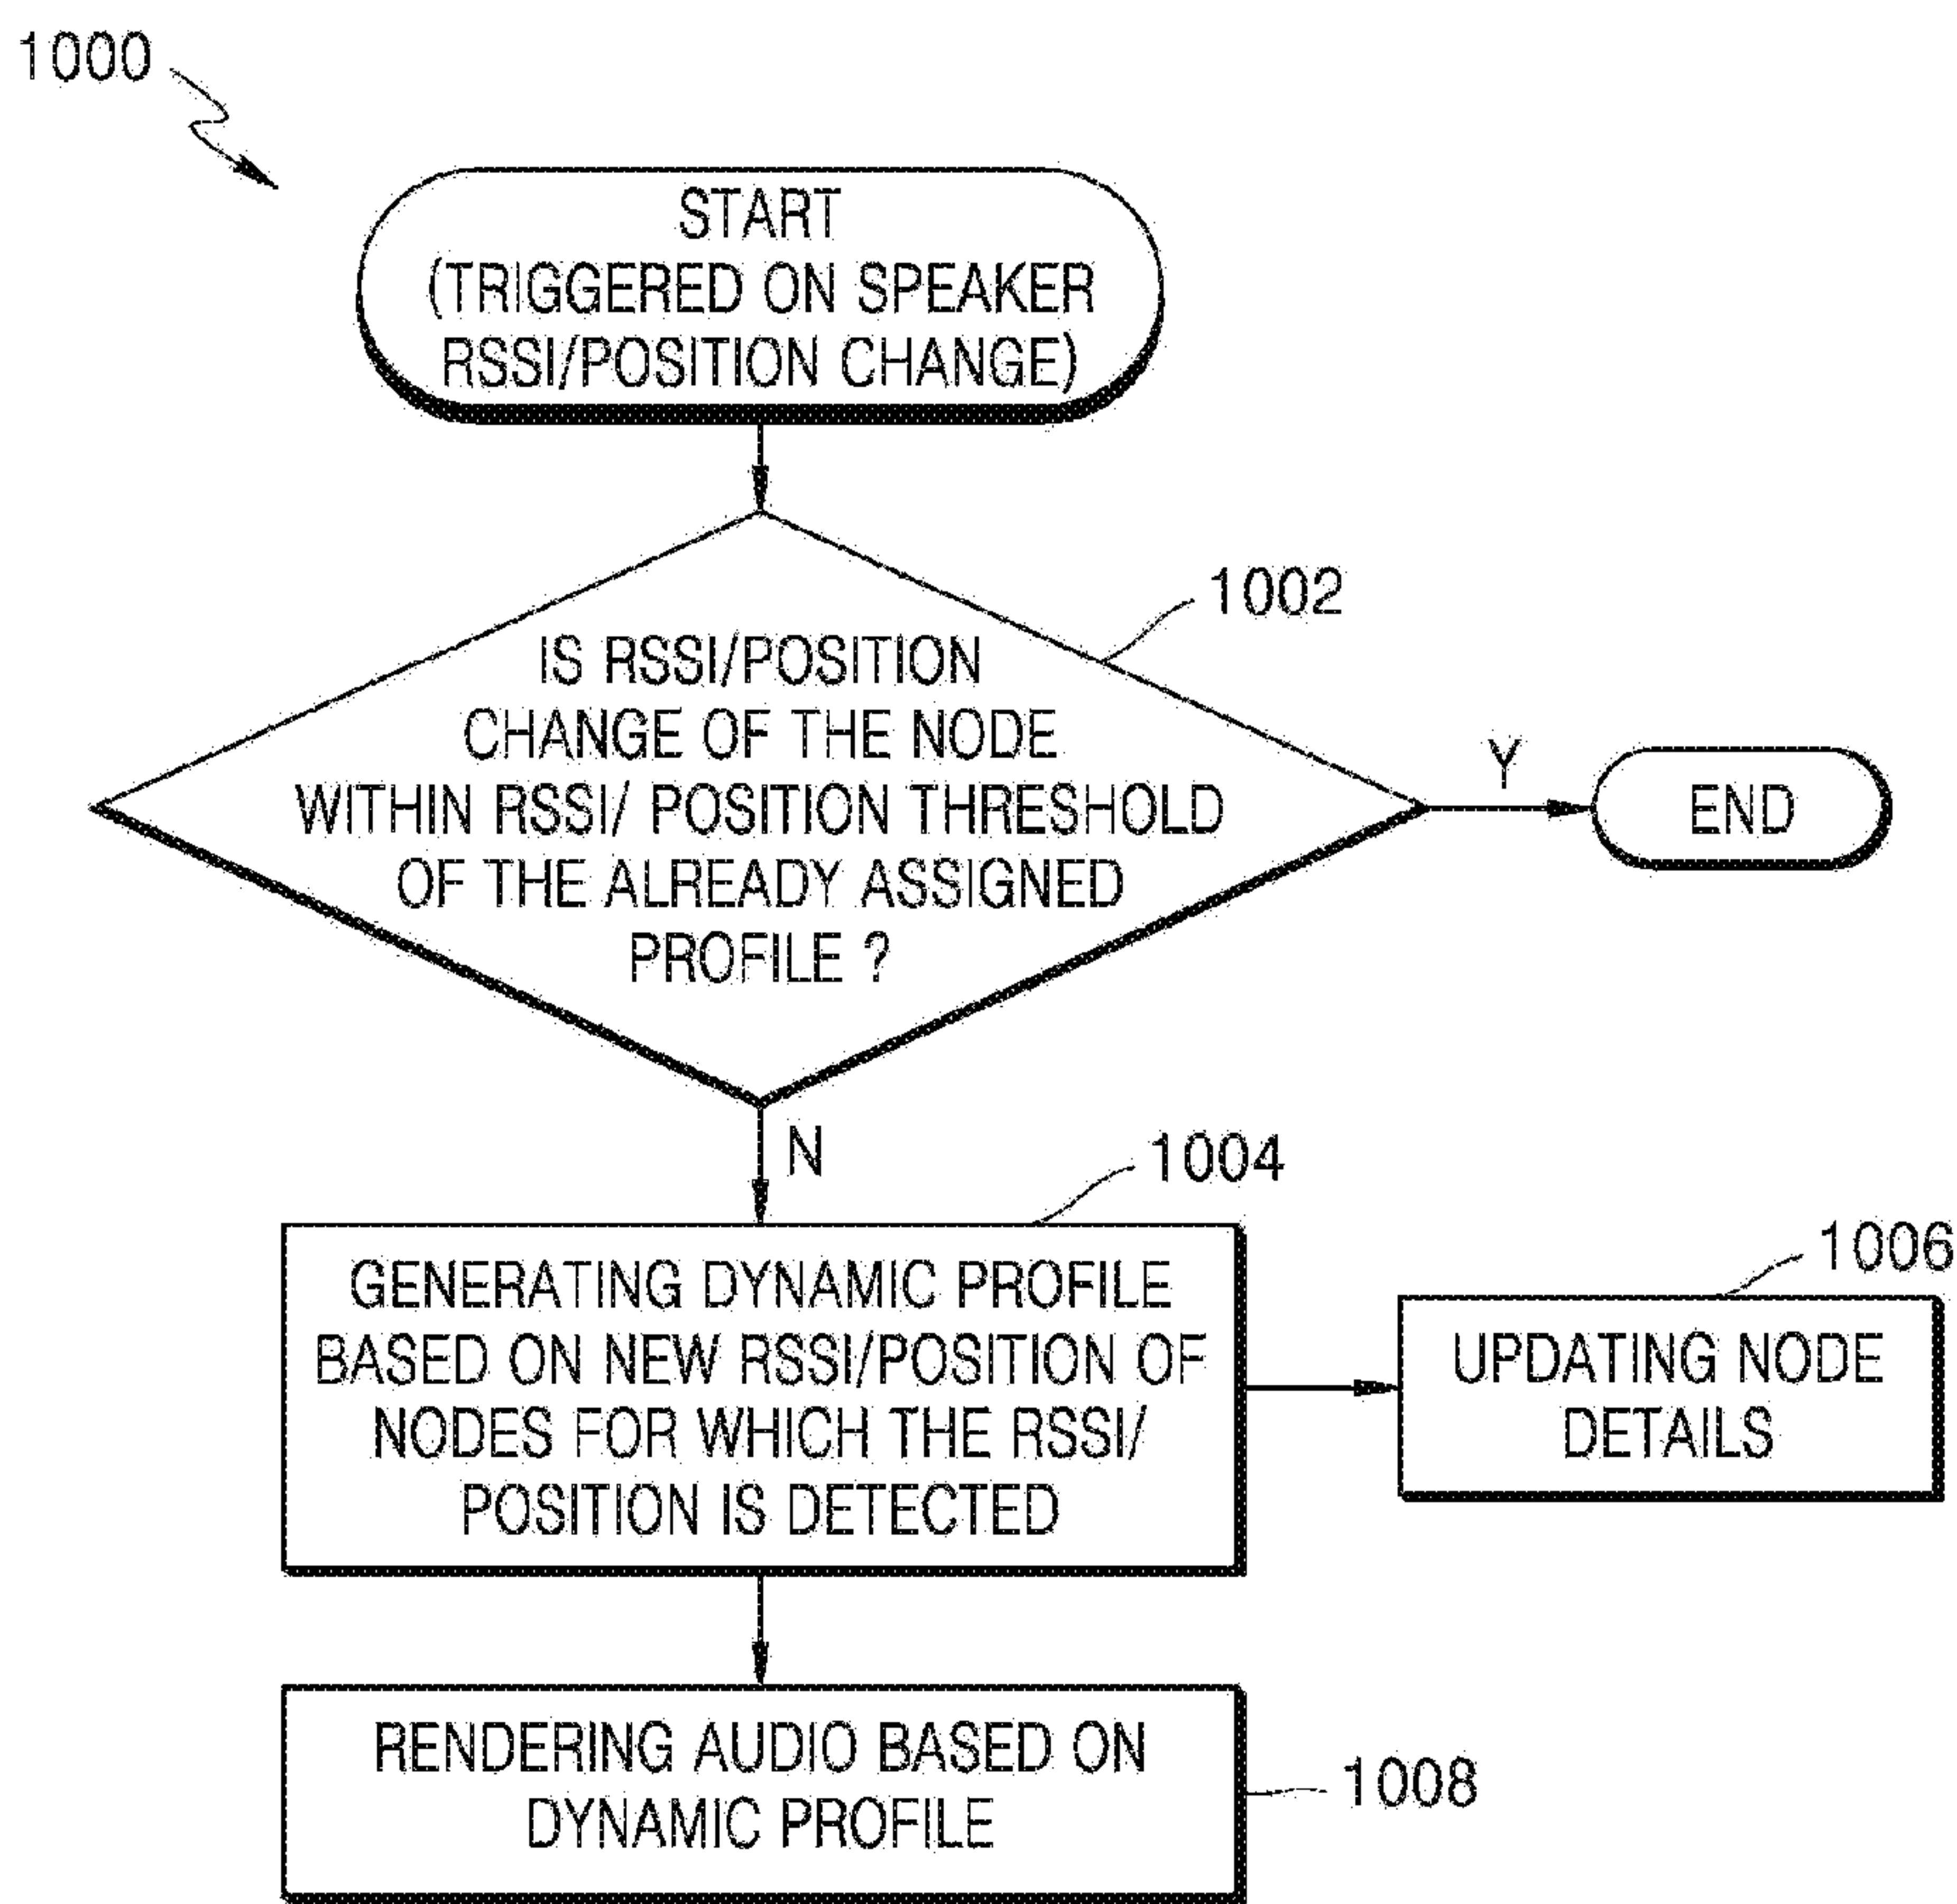 1000
START
(TRIGGERED ON SPEAKER
RSSI/POSITION CHANGE)
1002
IS RSSI/POSITION
CHANGE OF THE NODE
WITHIN RSSI/ POSITION THRESHOLD
OF THE ALREADY ASSIGNED
PROFILE ?
Y
END
N
1004
GENERATING DYNAMIC PROFILE
BASED ON NEW RSSI/POSITION OF
NODES FOR WHICH THE RSSI/
POSITION IS DETECTED
1006
UPDATING NODE
DETAILS
RENDERING AUDIO BASED ON
DYNAMIC PROFILE
1008